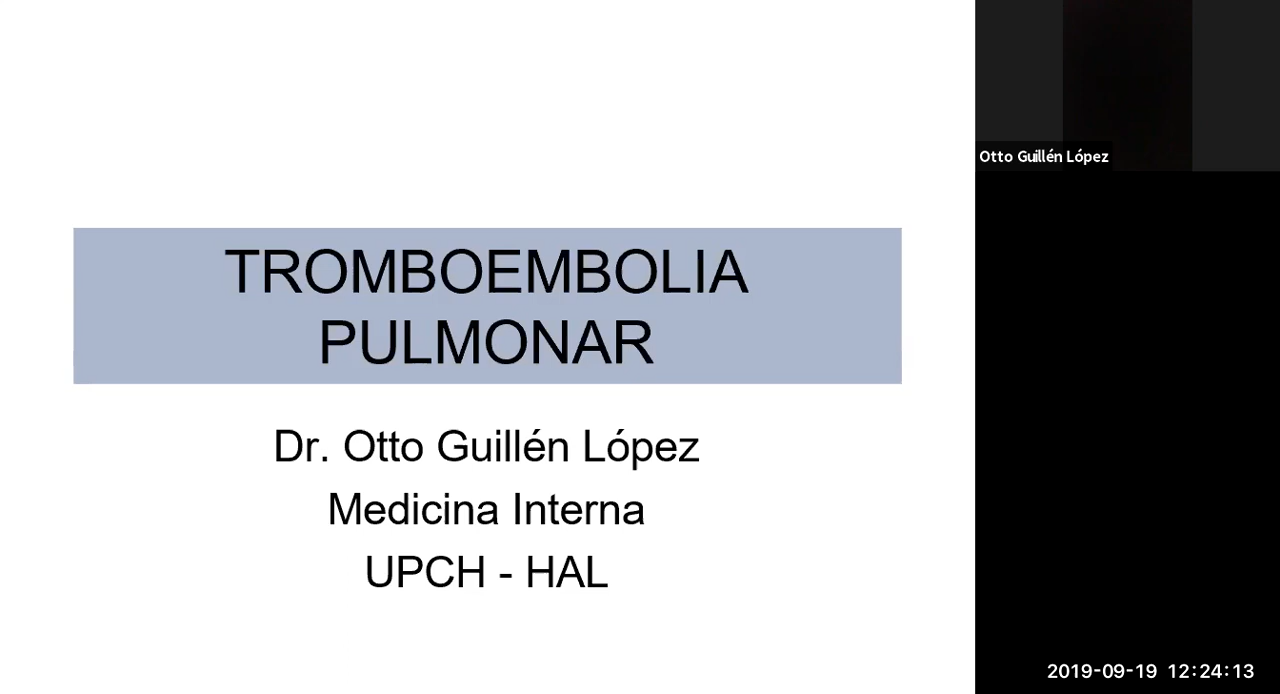 TROMBOEMBOLIA
PULMONAR
Dr. Otto Guillén López
Medicina Interna
UPCH - HAL
Otto Guillén López
2019-09-19 12:24:13